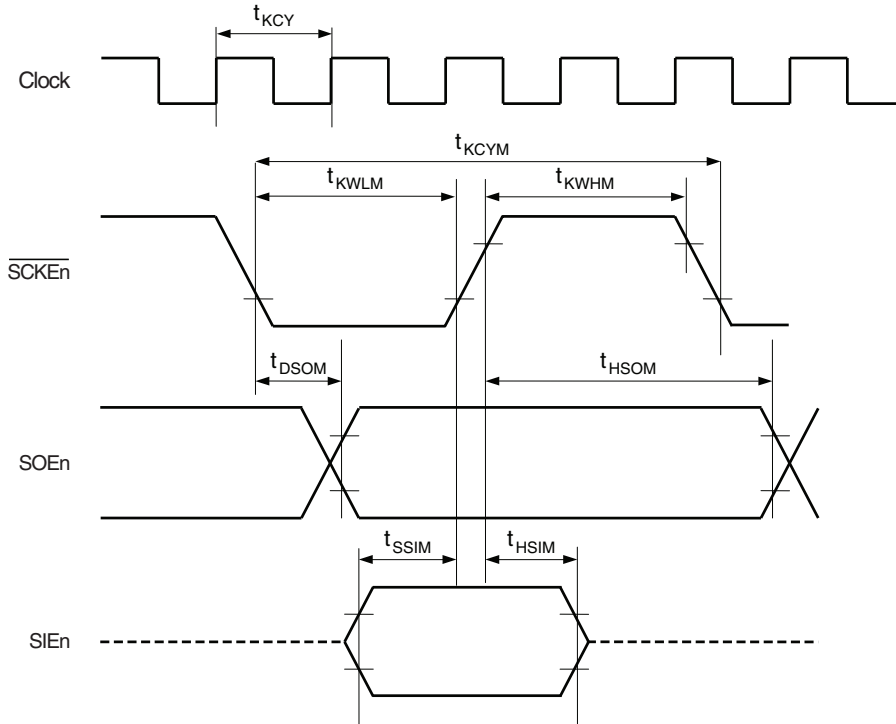 tKCY
Clock
tKCYM
tKWLM
tKWHM
SCKEn
tDSOM
tHSOM
SOEn
tSSIM
tHSIM
SIEn